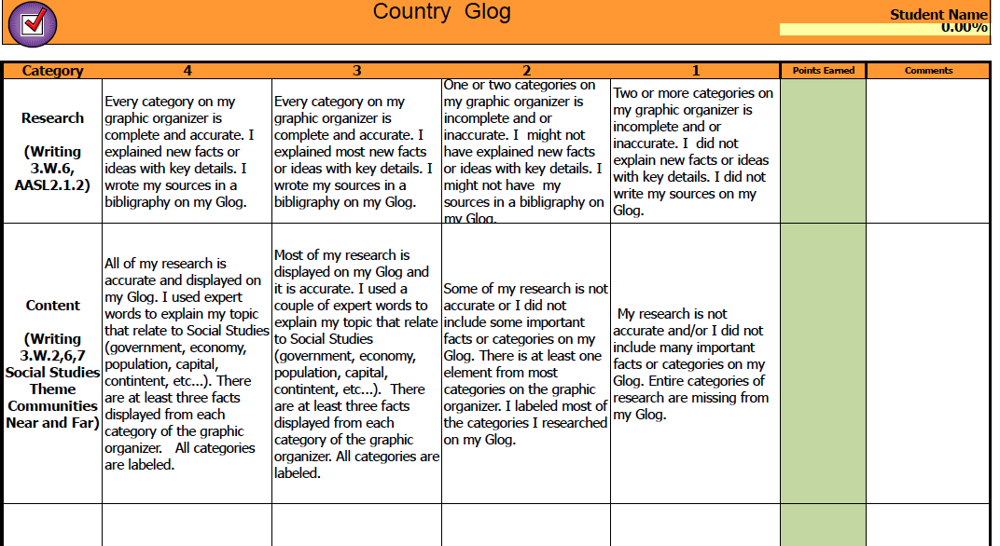 Country Glog
Student Name
0.00%
Category
4
3
2
1
Points Earned
Comments
Research
(Writing
3.W.6,
AASL2.1.2)
Every category on my
graphic organizer is
complete and accurate. I
explained new facts or
ideas with key details. I
wrote my sources in a
bibligraphy on my Glog.
Every category on my
graphic organizer is
complete and accurate. I
explained most new facts
or ideas with key details. I
wrote my sources in a
bibligraphy on my Glog.
One or two categories on
my graphic organizer is
incomplete and or
inaccurate. I might not
have explained new facts
or ideas with key details. I
might not have my
sources in a bibligraphy on
my Glog.
Two or more categories on
my graphic organizer is
incomplete and or
inaccurate. I did not
explain new facts or ideas
with key details. I did not
write my sources on my
Glog.
Content
(Writing
3.W.2,6,7
Social Studies
Theme
Communities
Near and Far)
All of my research is
accurate and displayed on
my Glog. I used expert
words to explain my topic
that relate to Social Studies
(government, economy,
population, capital,
contintent, etc...). There
are at least three facts
displayed from each
category of the graphic
organizer. All categories
are labeled.
Most of my research is
displayed on my Glog and
it is accurate. I used a
couple of expert words to
explain my topic that relate
to Social Studies
(government, economy,
population, capital,
contintent, etc...). There
are at least three facts
displayed from each
category of the graphic
organizer. All categories are
labeled.
Some of my research is not
accurate or I did not
include some important
facts or categories on my
Glog. There is at least one
element from most
categories on the graphic
organizer. I labeled most of
the categories I researched
on my Glog.
My research is not
accurate and/or I did not
include many important
facts or categories on my
Glog. Entire categories of
research are missing from
my Glog.